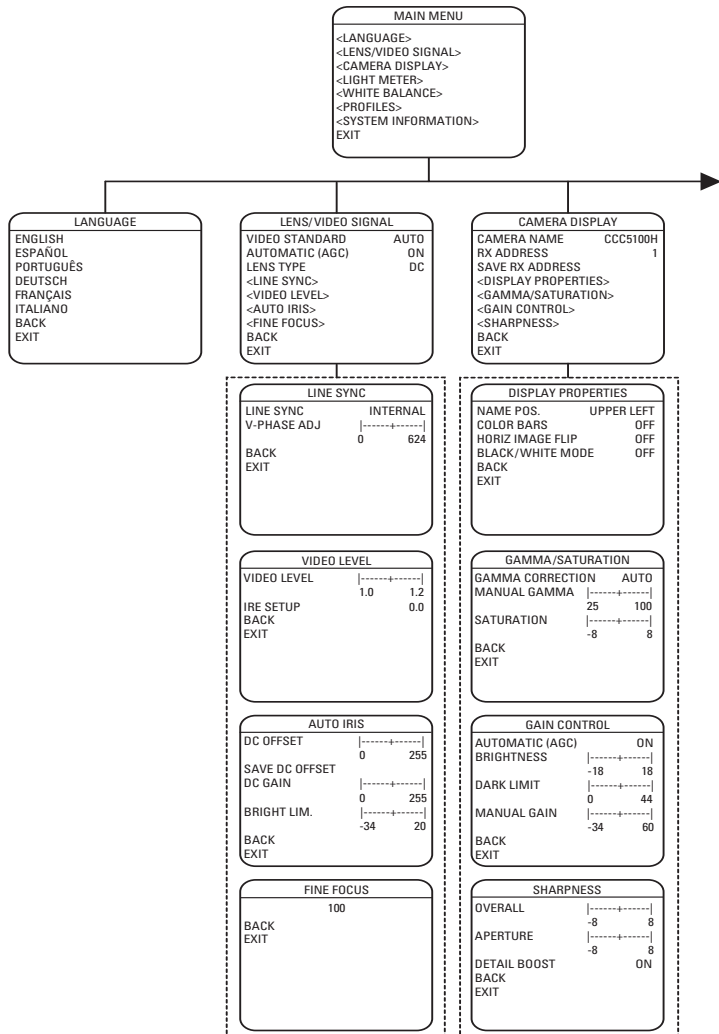 MAIN MENU
<LANGUAGE>
<LENS/VIDEO SIGNAL>
<CAMERA DISPLAY>
<LIGHT METER>
<WHITE BALANCE>
<PROFILES>
<SYSTEM INFORMATION>
EXIT
LANGUAGE
ENGLISH
ESPAÑOL
PORTUGUÊS
DEUTSCH
FRANÇAIS
ITALIANO
BACK
EXIT
LENS/VIDEO SIGNAL
VIDEO STANDARD AUTO
AUTOMATIC (AGC) ON
LENS TYPE DC
<LINE SYNC>
<VIDEO LEVEL>
<AUTO IRIS>
<FINE FOCUS>
BACK
EXIT
CAMERA DISPLAY
CAMERA NAME CCC5100H
RX ADDRESS 1
SAVE RX ADDRESS
<DISPLAY PROPERTIES>
<GAMMA/SATURATION>
<GAIN CONTROL>
<SHARPNESS>
BACK
EXIT
LINE SYNC
LINE SYNC INTERNAL
V-PHASE ADJ |------+------|
0 624
BACK
EXIT
VIDEO LEVEL
VIDEO LEVEL |------+------|
1.0 1.2
IRE SETUP 0.0
BACK
EXIT
AUTO IRIS
DC OFFSET |------+------|
0 255
SAVE DC OFFSET
DC GAIN |------+------|
0 255
BRIGHT LIM. |------+------|
-34 20
BACK
EXIT
FINE FOCUS
100
BACK
EXIT
DISPLAY PROPERTIES
NAME POS. UPPER LEFT
COLOR BARS OFF
HORIZ IMAGE FLIP OFF
BLACK/WHITE MODE OFF
BACK
EXIT
GAMMA/SATURATION
GAMMA CORRECTION AUTO
MANUAL GAMMA |------+------|
25 100
SATURATION |------+------|
-8 8
BACK
EXIT
GAIN CONTROL
AUTOMATIC (AGC) ON
BRIGHTNESS |------+------|
-18 18
DARK LIMIT |------+------|
0 44
MANUAL GAIN |------+------|
-34 60
BACK
EXIT
SHARPNESS
OVERALL |------+------|
-8 8
APERTURE |------+------|
-8 8
DETAIL BOOST ON
BACK
EXIT